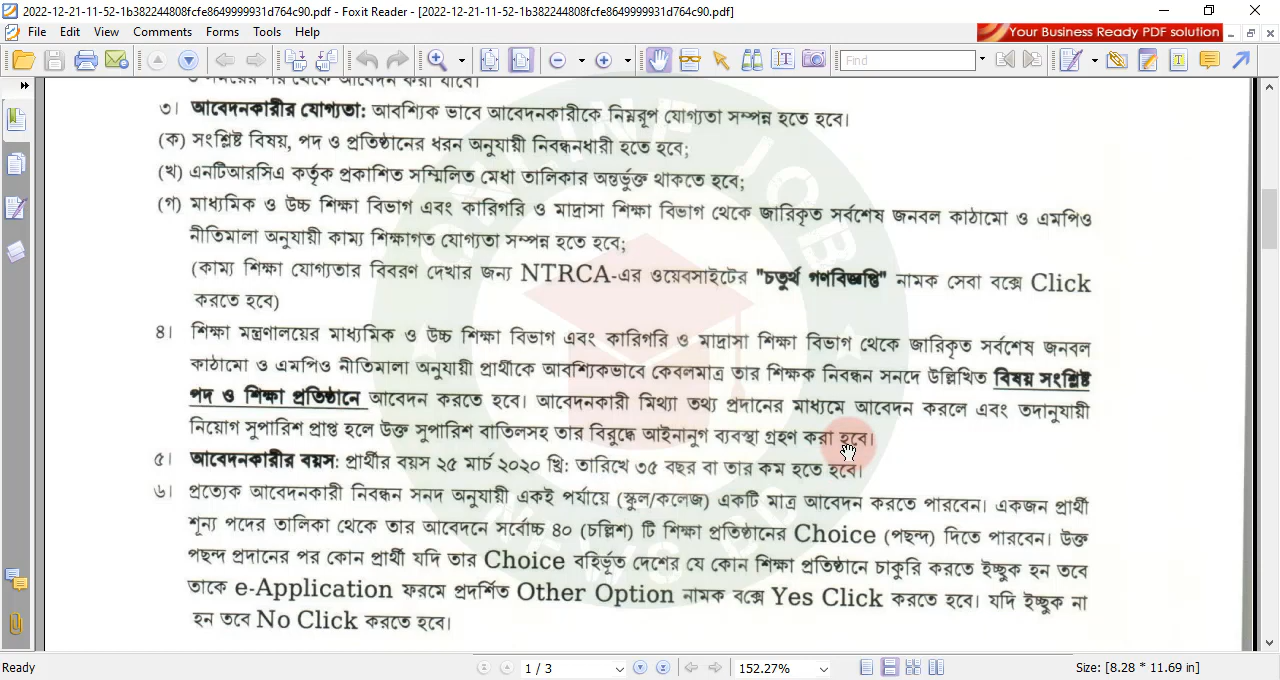 2022-12-21-11-52-1b382244808fcfe8649999931d764c90.pdf - Foxit Reader - [2022-12-21-11-52-1b382244808fcfe8649999931d764c90.pdf]
File Edit View Comments Forms Tools Help
Your Business Ready PDF solution
Find
থেকে আবেদন করা যাবে।
৩। আবেদনকারীর যোগ্যতা: আবশ্যিক ভাবে আবেদনকারীকে নিম্নরূপ যোগ্যতা সম্পন্ন হতে হবে।
(ক) সংশ্লিষ্ট বিষয়, পদ ও প্রতিষ্ঠানের ধরন অনুযায়ী নিবন্ধনধারী হতে হবে;
(খ) এনটিআরসিএ কর্তৃক প্রকাশিত সম্মিলিত মেধা তালিকার অন্তর্ভুক্ত থাকতে হবে;
(গ) মাধ্যমিক ও উচ্চ শিক্ষা বিভাগ এবং কারিগরি ও মাদ্রাসা শিক্ষা বিভাগ থেকে জারিকৃত সর্বশেষ জনবল কাঠামো ও এমপিও
নীতিমালা অনুযায়ী কাম্য শিক্ষাগত যোগ্যতা সম্পন্ন হতে হবে;
(কাম্য শিক্ষা যোগ্যতার বিবরণ দেখার জন্য NTRCA-এর ওয়েবসাইটের "চতুর্থ গণবিজ্ঞপ্তি" নামক সেবা বক্সে Click
করতে হবে)
৪। শিক্ষা মন্ত্রণালয়ের মাধ্যমিক ও উচ্চ শিক্ষা বিভাগ এবং কারিগরি ও মাদ্রাসা শিক্ষা বিভাগ থেকে জারিকৃত সর্বশেষ জনবল
কাঠামো ও এমপিও নীতিমালা অনুযায়ী প্রার্থীকে আবশ্যিকভাবে কেবলমাত্র তার শিক্ষক নিবন্ধন সনদে উল্লিখিত বিষয় সংশ্লিষ্ট
পদ ও শিক্ষা প্রতিষ্ঠানে আবেদন করতে হবে। আবেদনকারী মিথ্যা তথ্য প্রদানের মাধ্যমে আবেদন করলে এবং তদানুযায়ী
নিয়োগ সুপারিশ প্রাপ্ত হলে উক্ত সুপারিশ বাতিলসহ তার বিরুদ্ধে আইনানুগ ব্যবস্থা গ্রহণ করা হবে।
৫। আবেদনকারীর বয়স: প্রার্থীর বয়স ২৫ মার্চ ২০২০ খ্রি: তারিখে ৩৫ বছর বা তার কম হতে হবে।
৬। প্রত্যেক আবেদনকারী নিবন্ধন সনদ অনুযায়ী একই পর্যায়ে (স্কুল/কলেজ) একটি মাত্র আবেদন করতে পারবেন। একজন প্রার্থী
শূন্য পদের তালিকা থেকে তার আবেদনে সর্বোচ্চ ৪০ (চল্লিশ) টি শিক্ষা প্রতিষ্ঠানের Choice (পছন্দ) দিতে পারবেন। উক্ত
পছন্দ প্রদানের পর কোন প্রার্থী যদি তার Choice বহির্ভূত দেশের যে কোন শিক্ষা প্রতিষ্ঠানে চাকুরি করতে ইচ্ছুক হন তবে
তাকে e-Application ফরমে প্রদর্শিত Other Option নামক বক্সে Yes Click করতে হবে। যদি ইচ্ছুক না
হন তবে No Click করতে হবে।
ONLINE JOB
NEWS BD
Ready 1 / 3 152.27% Size: [8.28 * 11.69 in]